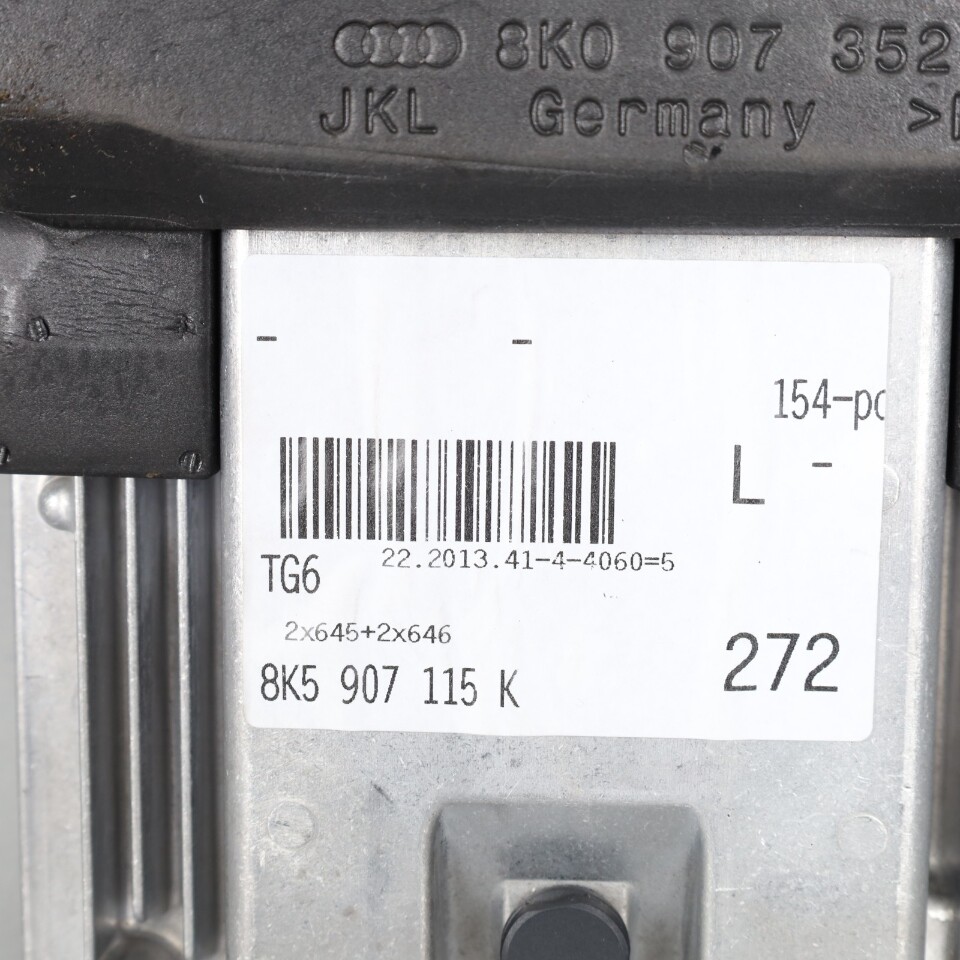 8K0 907 352
JKL Germany >
- -
154-po
L -
TG6 22.2013.41-4-4060=5
2x645+2x646
8K5 907 115 K 272